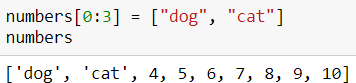 numbers[0:3] = ["dog", "cat"]
numbers
['dog', 'cat', 4, 5, 6, 7, 8, 9, 10]